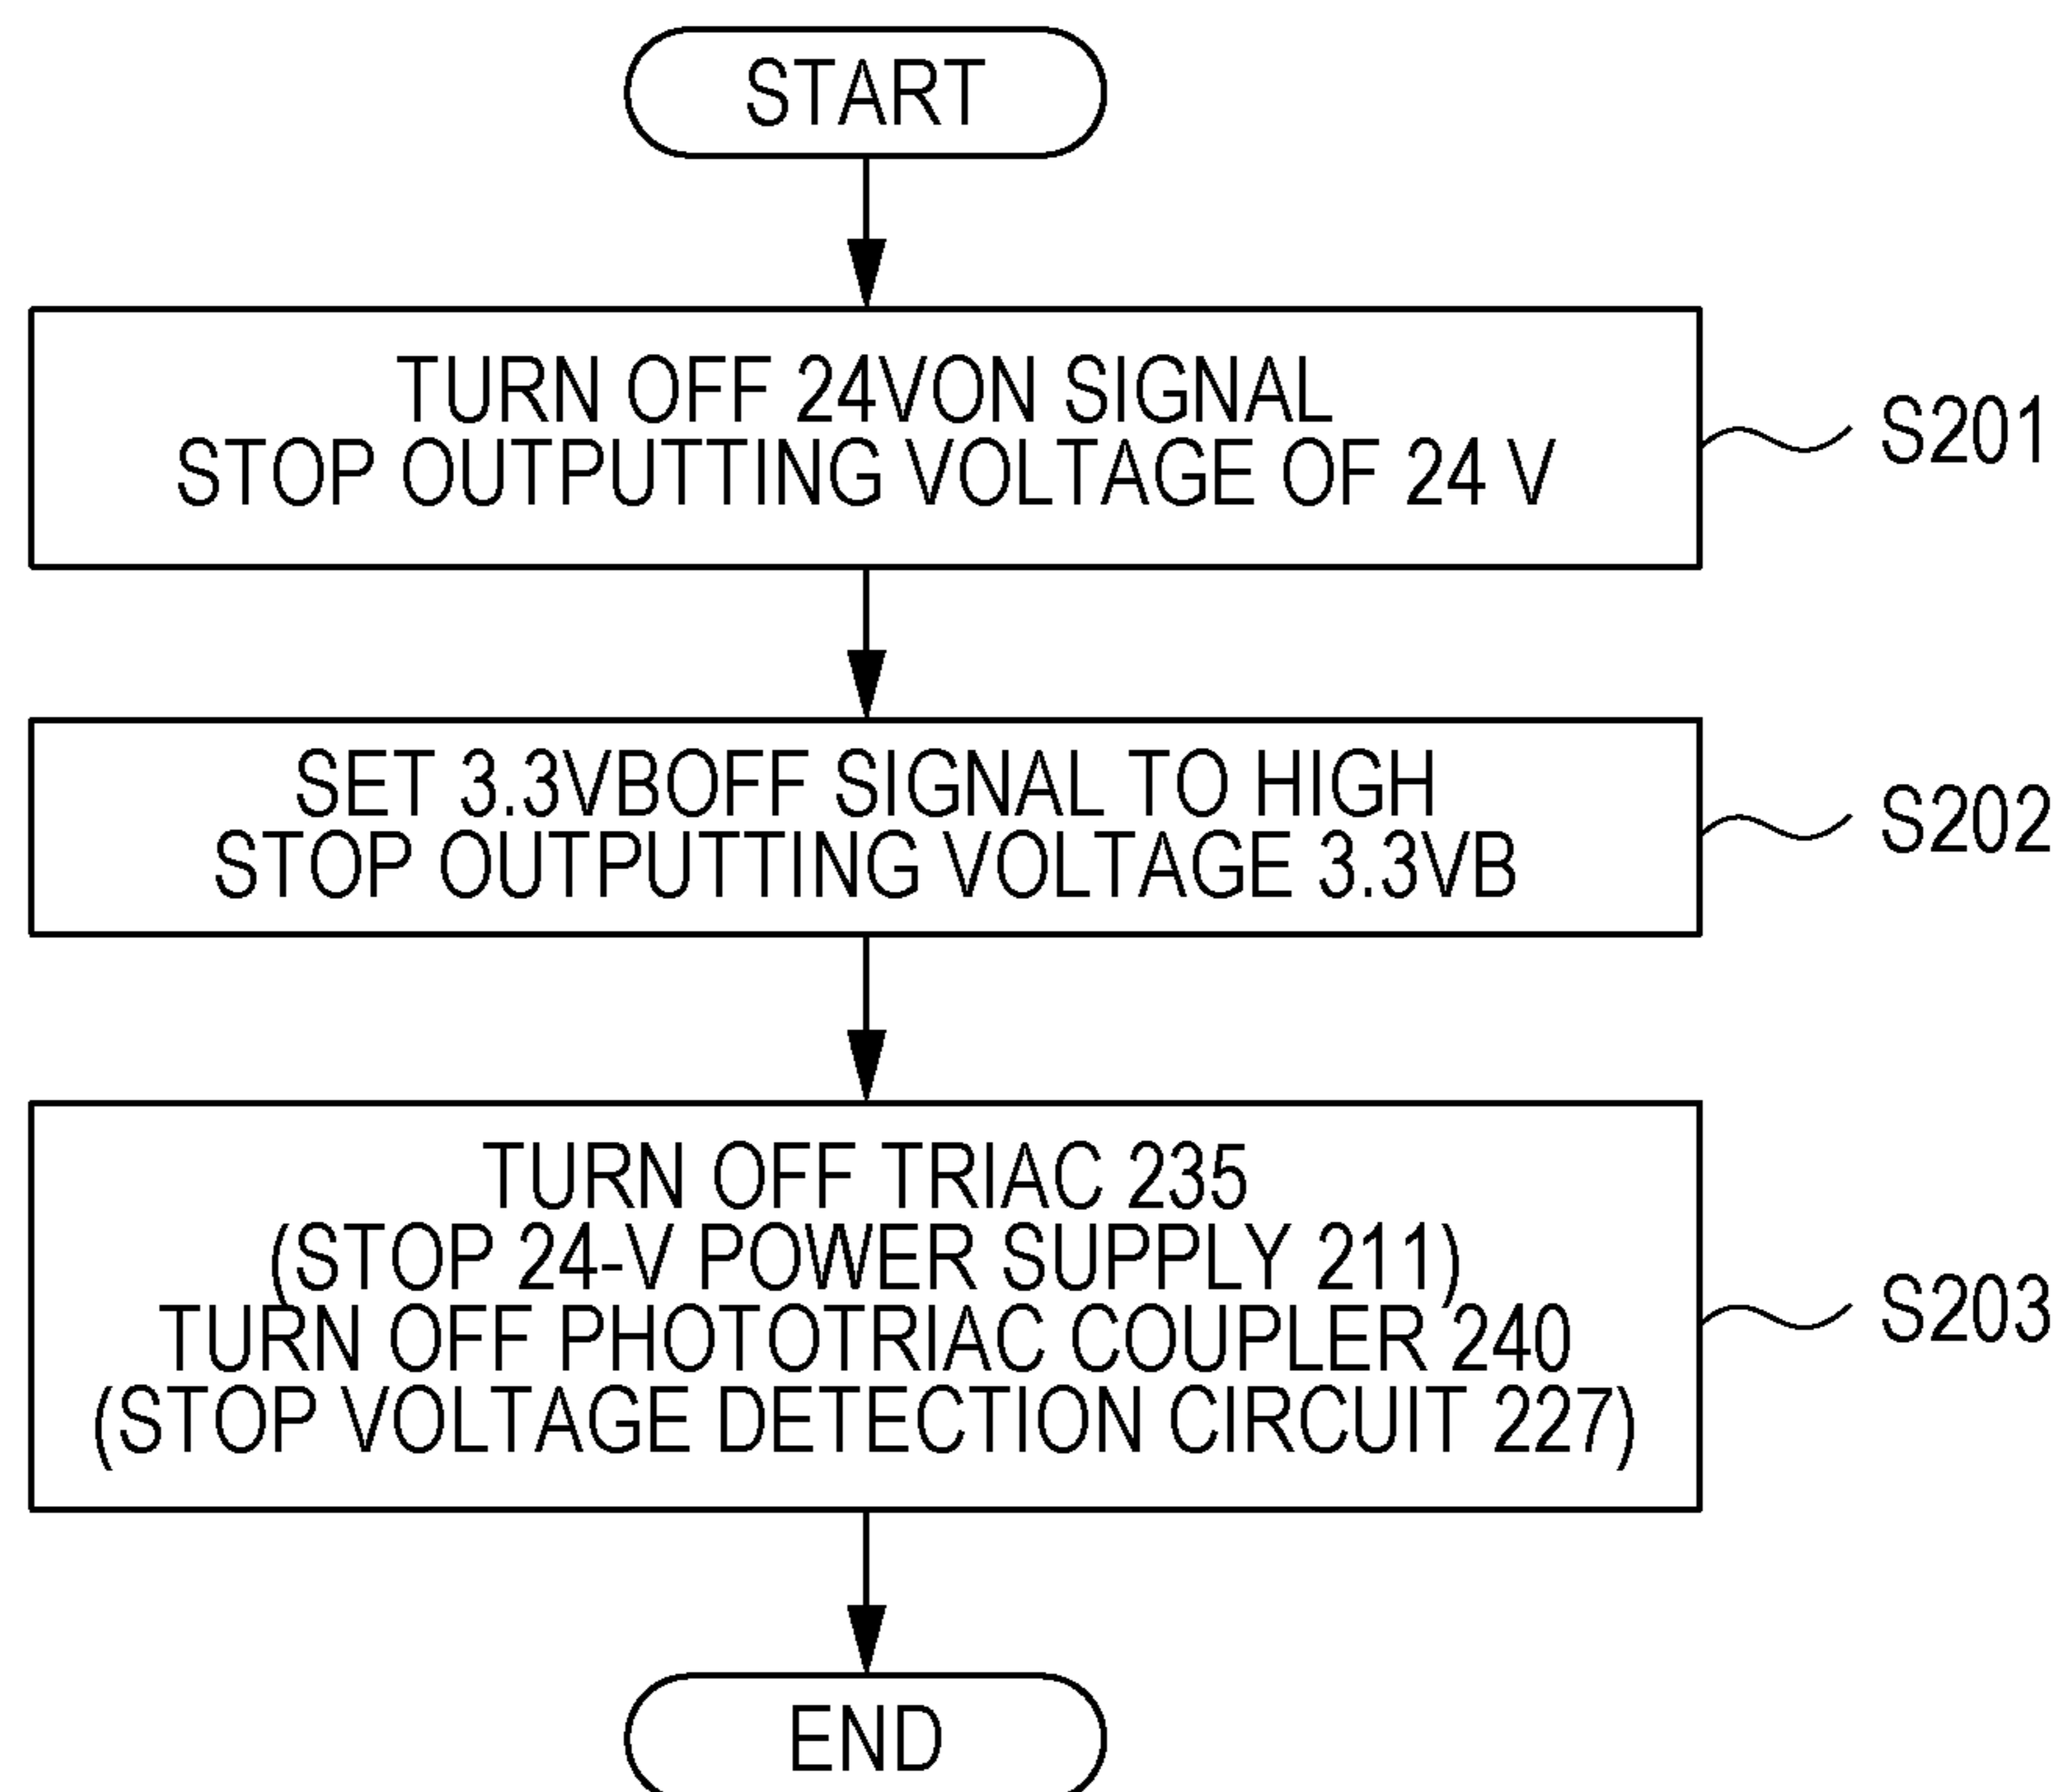 START
TURN OFF 24VON SIGNAL
STOP OUTPUTTING VOLTAGE OF 24 V
S201
SET 3.3VBOFF SIGNAL TO HIGH
STOP OUTPUTTING VOLTAGE 3.3VB
S202
TURN OFF TRIAC 235
(STOP 24-V POWER SUPPLY 211)
TURN OFF PHOTOTRIAC COUPLER 240
(STOP VOLTAGE DETECTION CIRCUIT 227)
S203
END